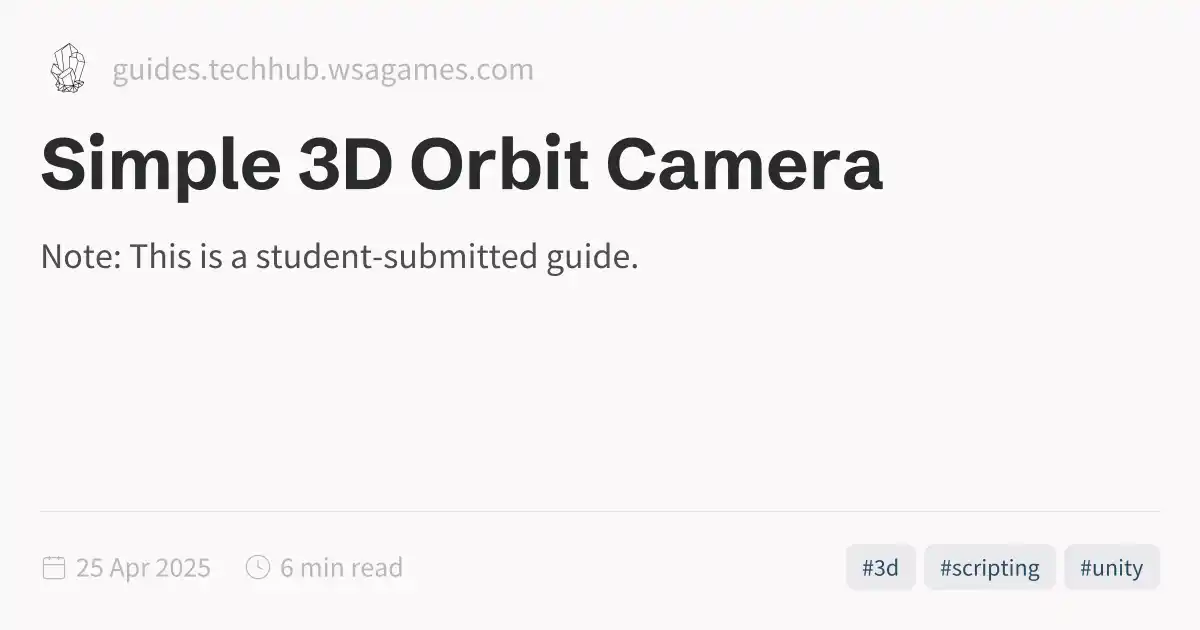 guides.techhub.wsagames.com
Simple 3D Orbit Camera
Note: This is a student-submitted guide.
25 Apr 2025 6 min read #3d #scripting #unity